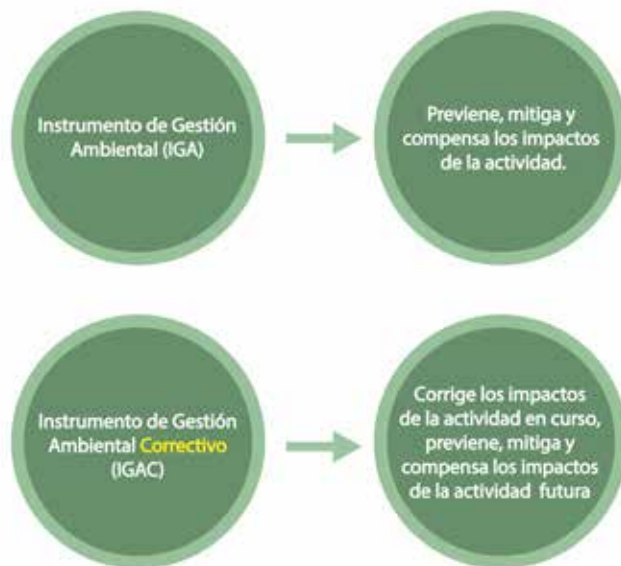 Instrumento de Gestión
Ambiental (IGA)
Previene, mitiga y
compensa los impactos
de la actividad.
Instrumento de Gestión
Ambiental Correctivo
(IGAC)
Corrige los impactos
de la actividad en curso,
previene, mitiga y
compensa los impactos
de la actividad futura